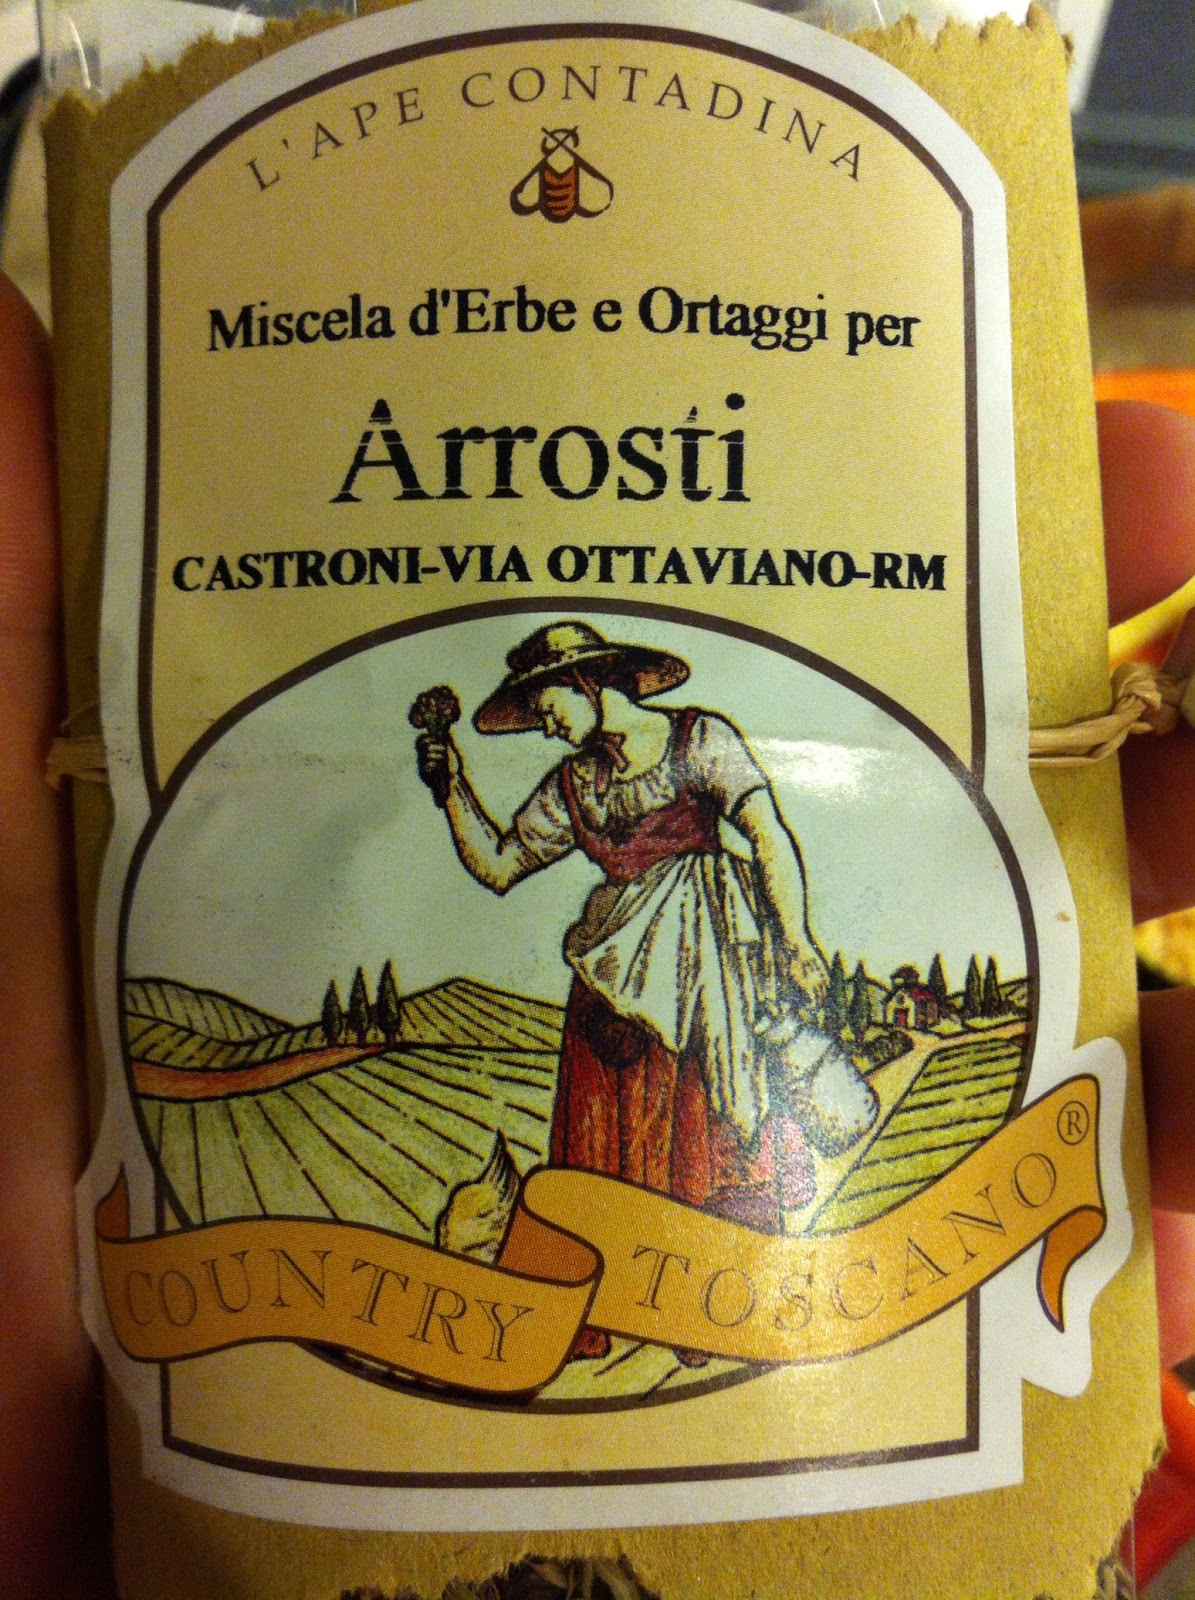 L'APE CONTADINA
Miscela d'Erbe e Ortaggi per
Arrosti
CASTRONI-VIA OTTAVIANO-RM
COUNTRY TOSCANO®